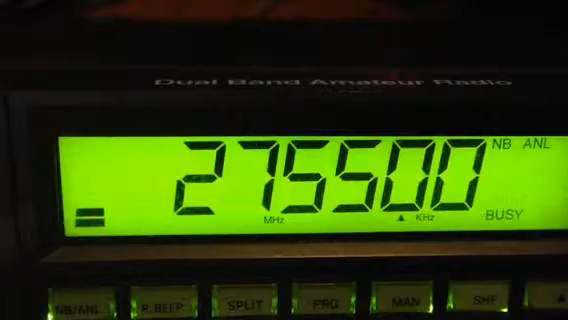 Dual Band Amateur Radio
275500 NB ANL
MHz ▲ KHz BUSY
NB/ANL R.BEEP SPLIT PRG MAN SHF